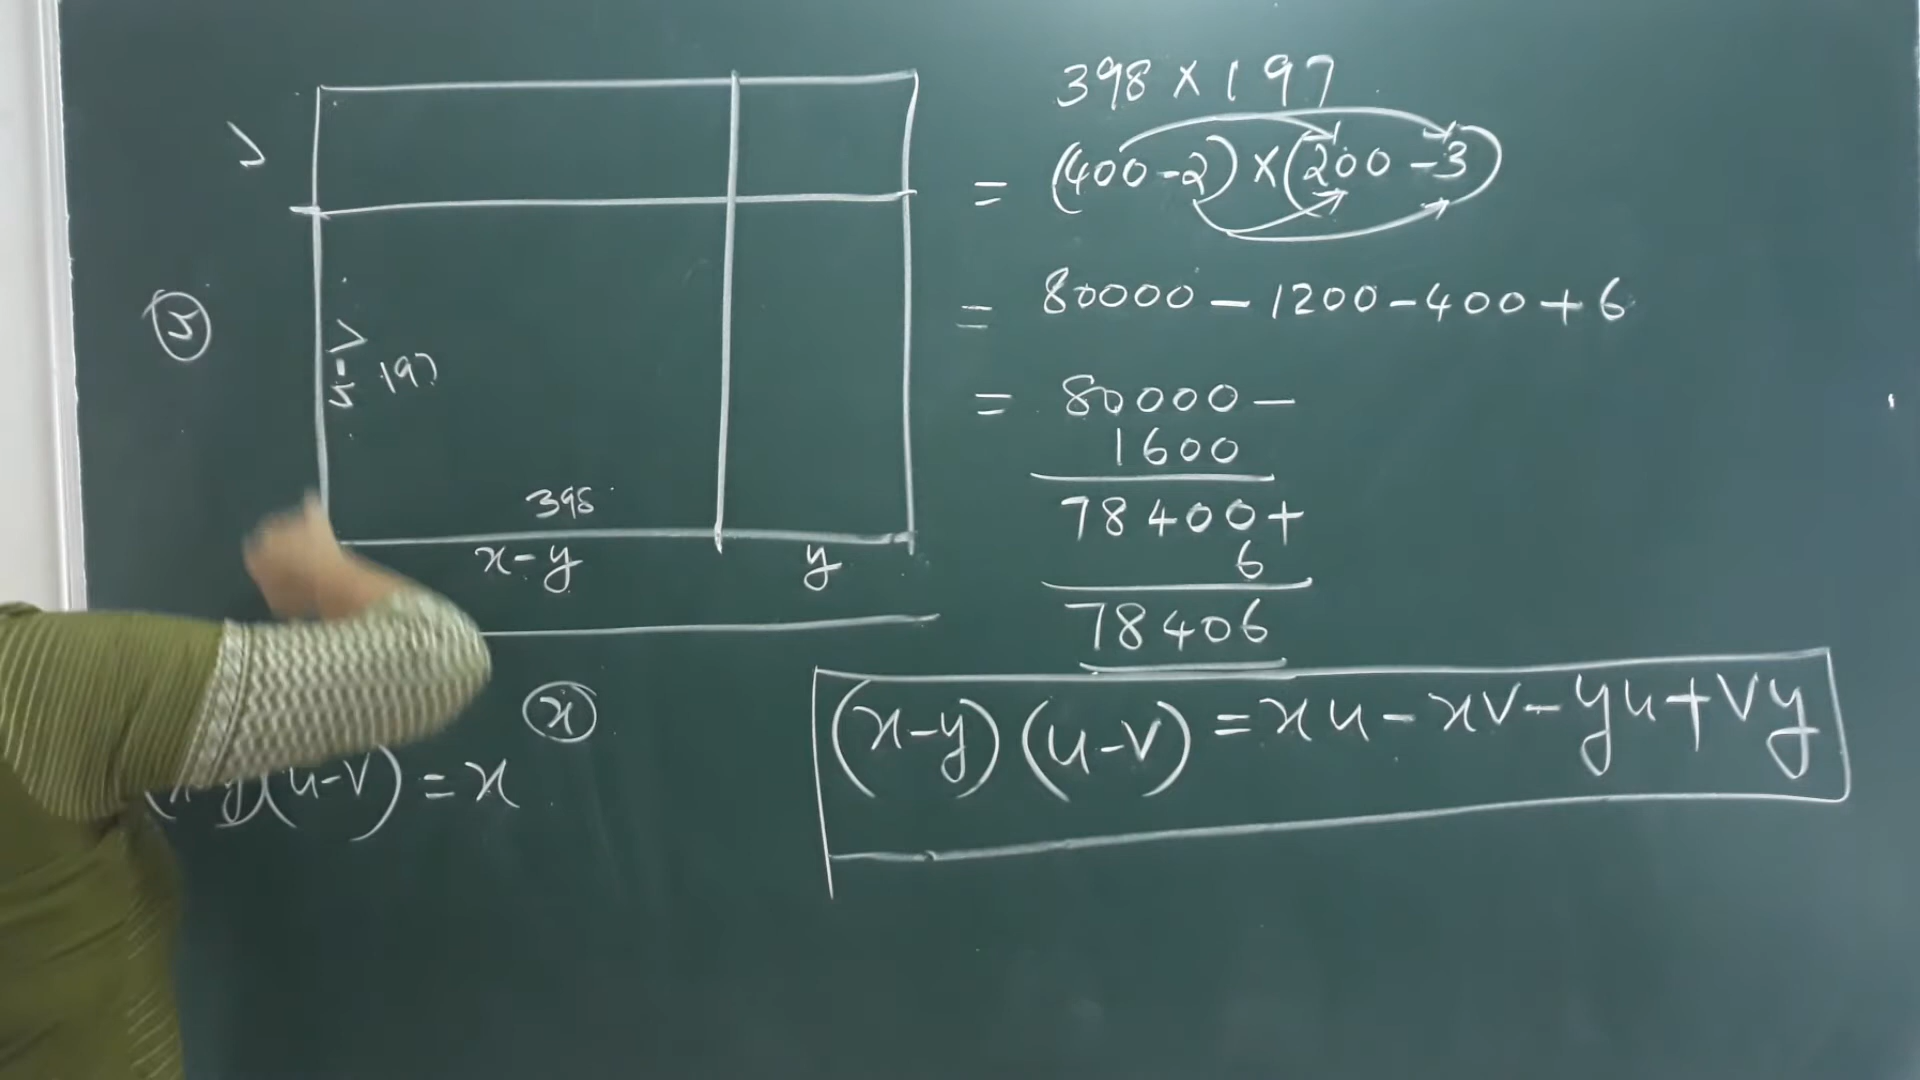 v
u
u-v
197
398
x-y
y
x
(x-y)(u-v) = x
398 × 197
= (400-2) × (200-3)
= 80000 - 1200 - 400 + 6
= 80000 -
1600
78400 +
6
78406
(x-y) (u-v) = xu - xv - yu + vy